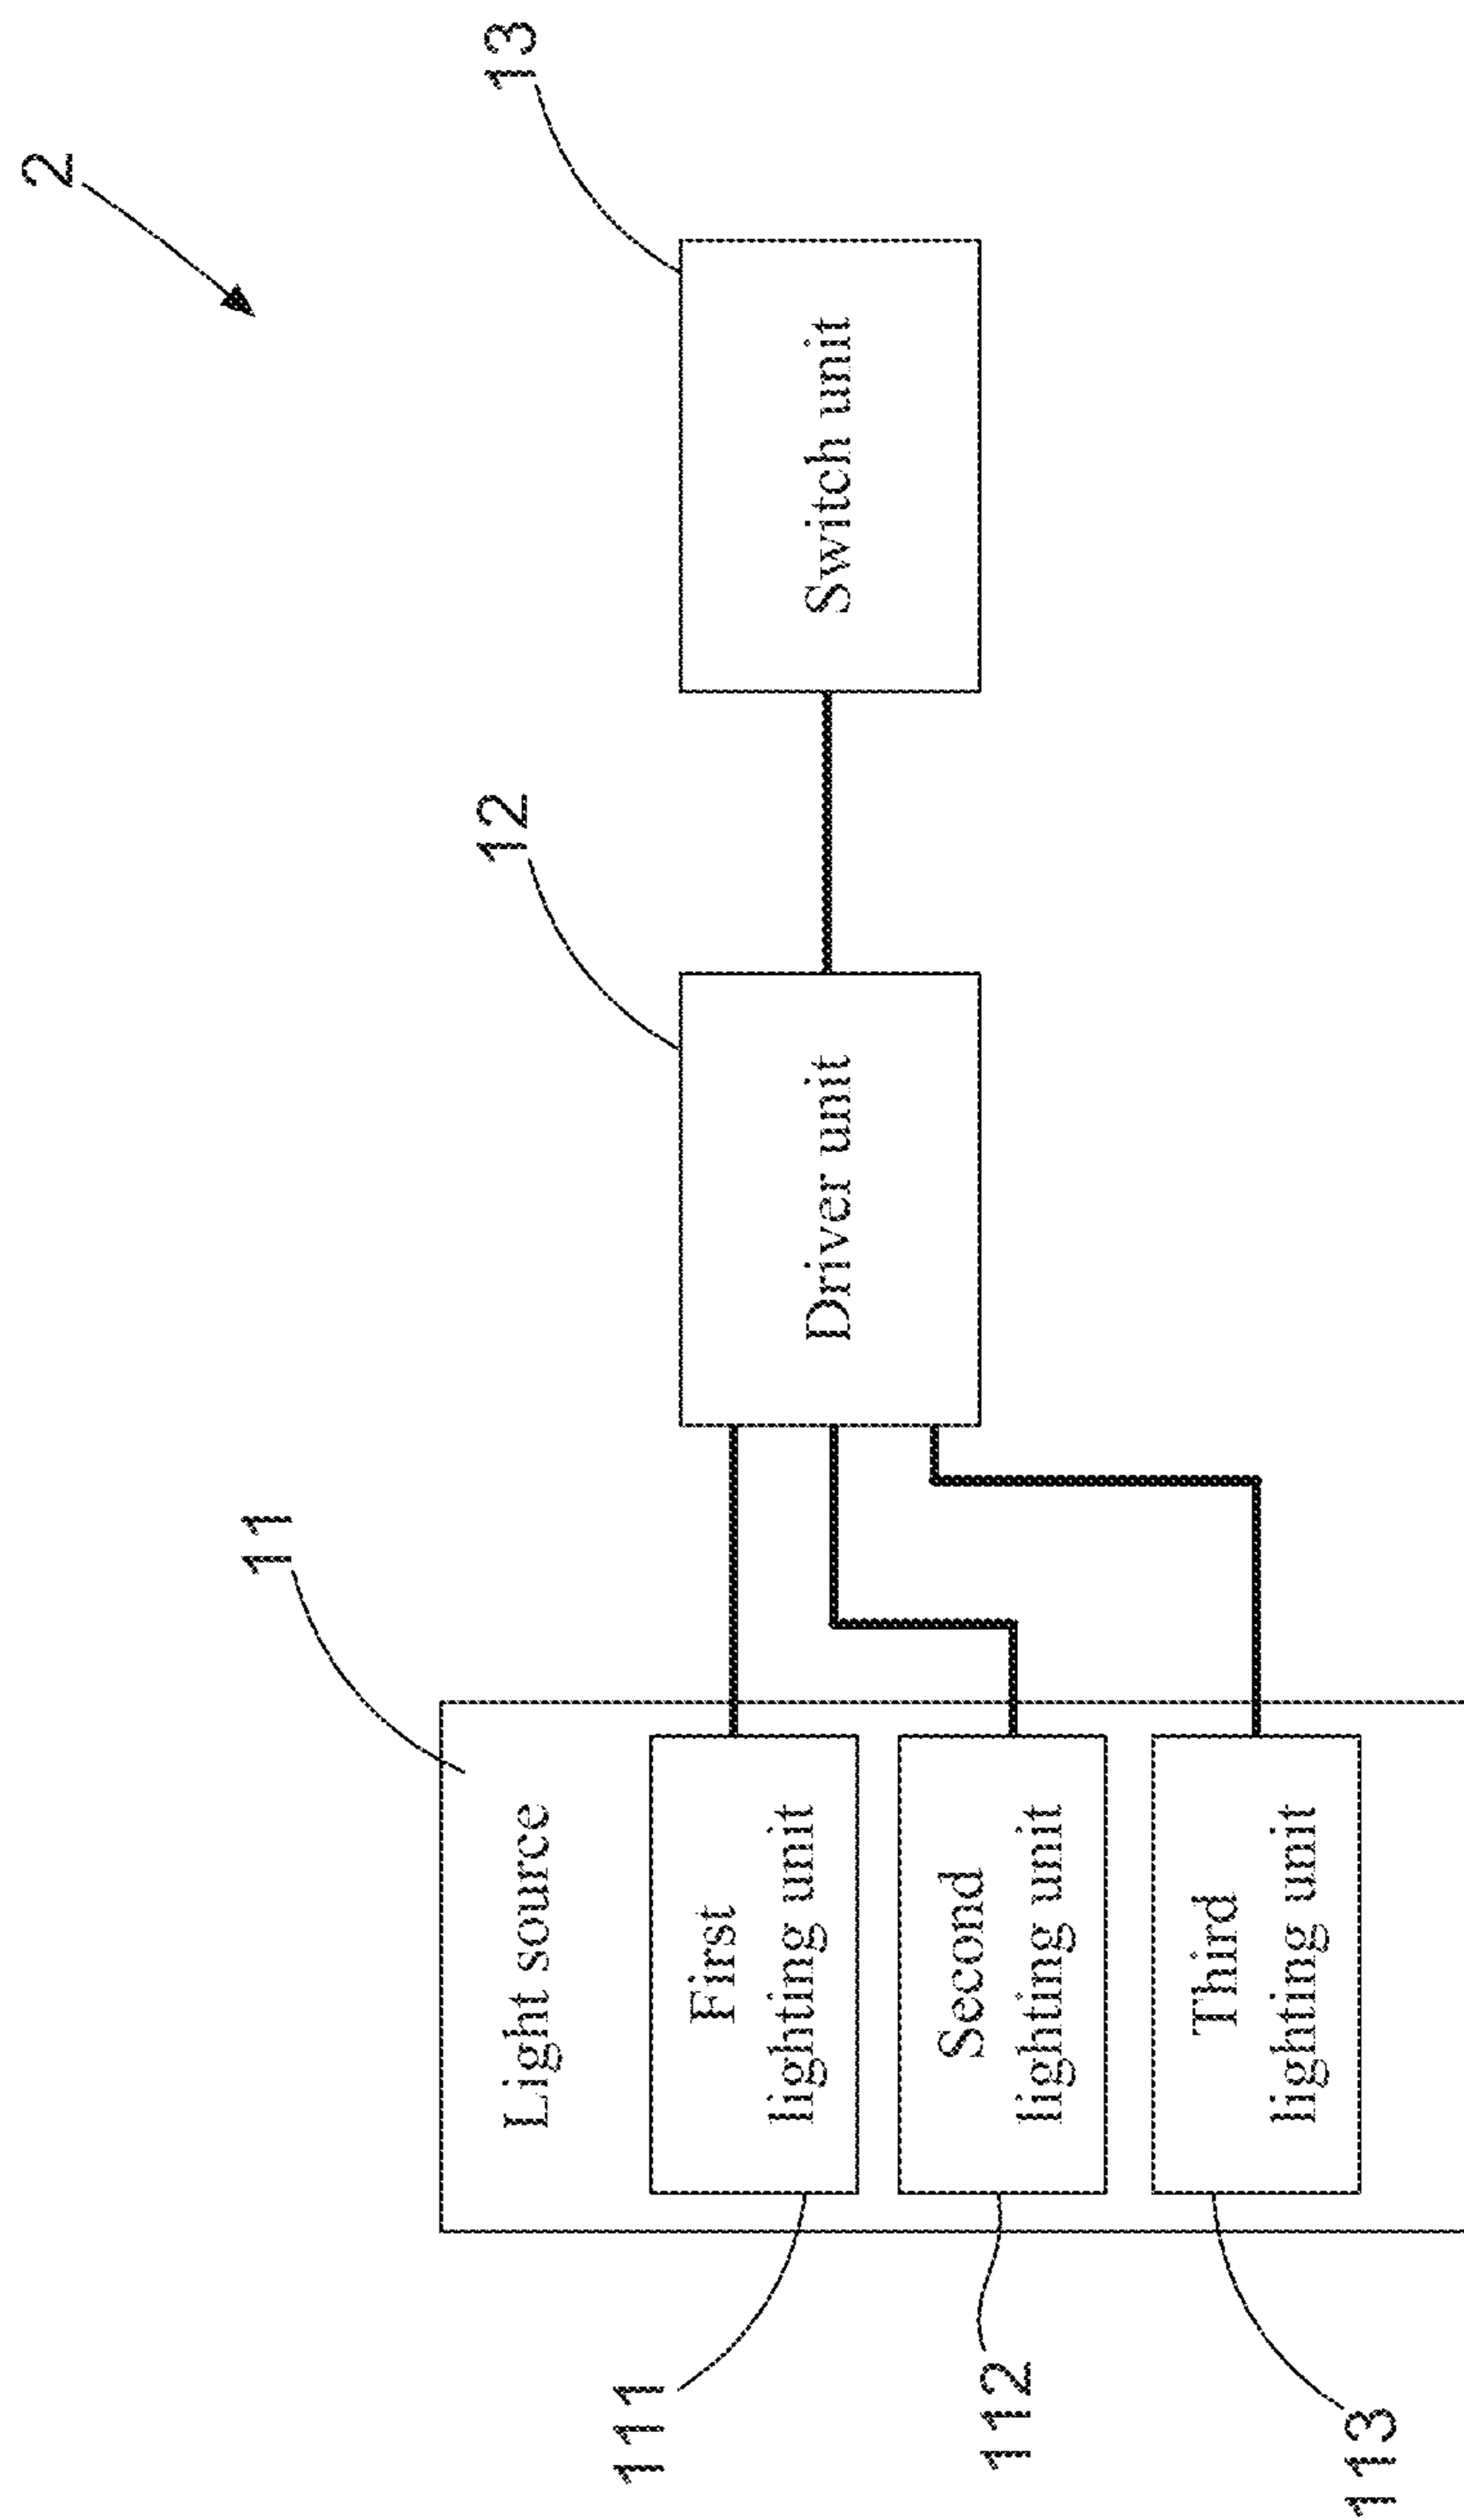 2
11
12
13
Light source
First
lighting unit
Second
lighting unit
Third
lighting unit
Driver unit
Switch unit
111
112
113